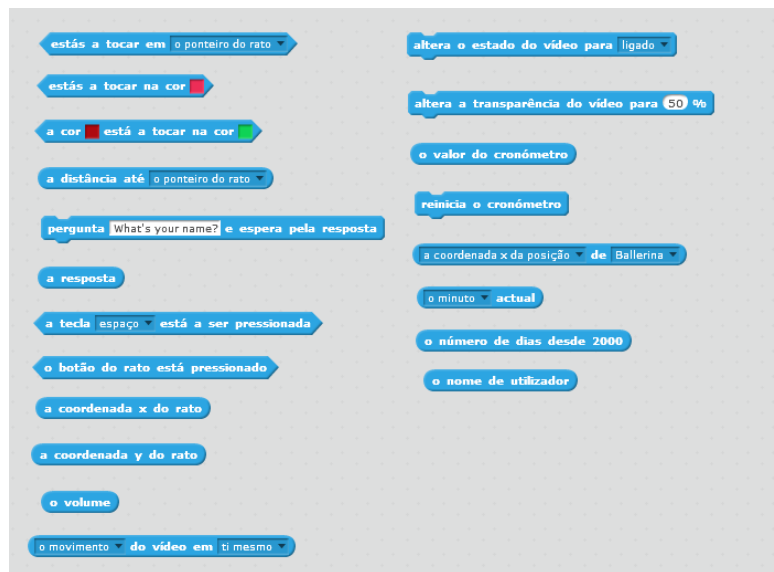 estás a tocar em o ponteiro do rato
estás a tocar na cor
a cor está a tocar na cor
a distância até o ponteiro do rato
pergunta What's your name? e espera pela resposta
a resposta
a tecla espaço está a ser pressionada
o botão do rato está pressionado
a coordenada x do rato
a coordenada y do rato
o volume
o movimento do vídeo em ti mesmo
altera o estado do vídeo para ligado
altera a transparência do vídeo para 50 %
o valor do cronómetro
reinicia o cronómetro
a coordenada x da posição de Ballerina
o minuto actual
o número de dias desde 2000
o nome de utilizador